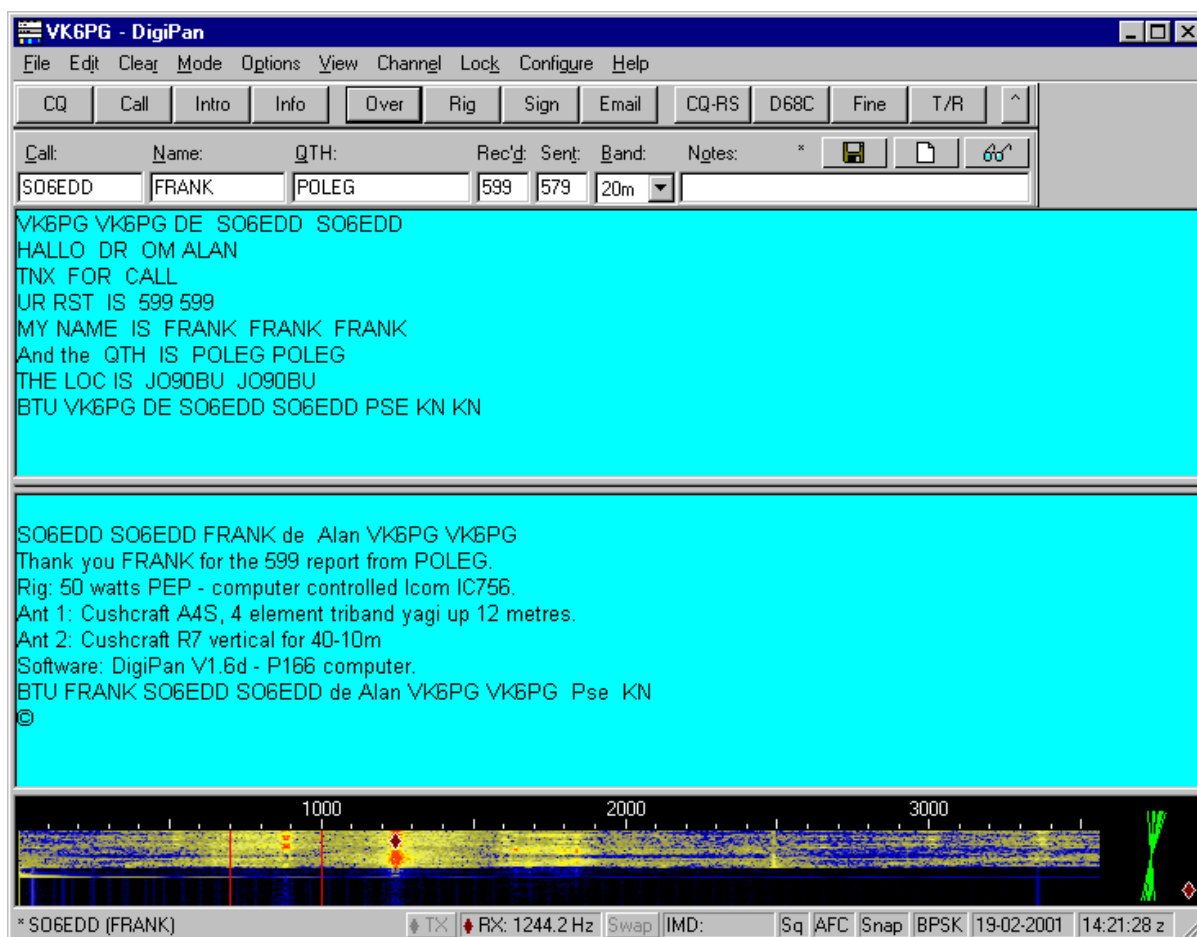 VK6PG - DigiPan
File Edit Clear Mode Options View Channel Lock Configure Help
CQ Call Intro Info Over Rig Sign Email CQ-RS D68C Fine T/R ^
Call: Name: QTH: Rec'd: Sent: Band: Notes: *
SO6EDD FRANK POLEG 599 579 20m
VK6PG VK6PG DE SO6EDD SO6EDD
HALLO DR OM ALAN
TNX FOR CALL
UR RST IS 599 599
MY NAME IS FRANK FRANK FRANK
And the QTH IS POLEG POLEG
THE LOC IS JO90BU JO90BU
BTU VK6PG DE SO6EDD SO6EDD PSE KN KN
SO6EDD SO6EDD FRANK de Alan VK6PG VK6PG
Thank you FRANK for the 599 report from POLEG.
Rig: 50 watts PEP - computer controlled Icom IC756.
Ant 1: Cushcraft A4S, 4 element triband yagi up 12 metres.
Ant 2: Cushcraft R7 vertical for 40-10m
Software: DigiPan V1.6d - P166 computer.
BTU FRANK SO6EDD SO6EDD de Alan VK6PG VK6PG Pse KN
©
1000 2000 3000
* SO6EDD (FRANK) TX RX: 1244.2 Hz Swap IMD: Sq AFC Snap BPSK 19-02-2001 14:21:28 z